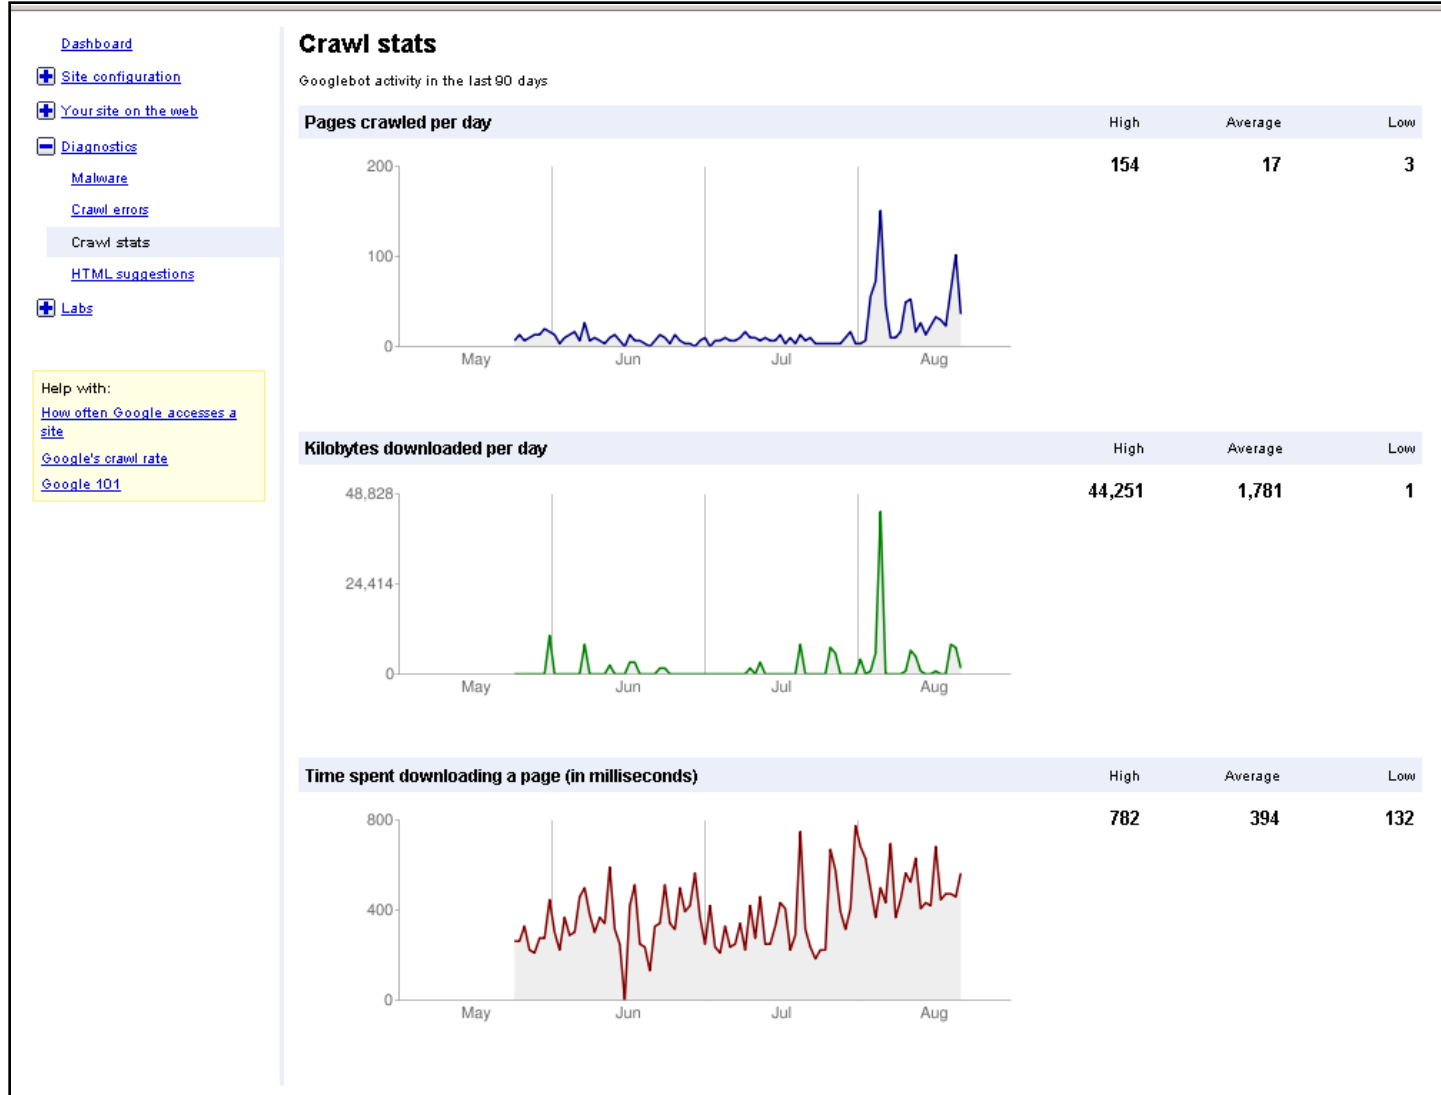 Dashboard
Site configuration
Your site on the web
Diagnostics
Malware
Crawl errors
Crawl stats
HTML suggestions
Labs
Help with:
How often Google accesses a
site
Google's crawl rate
Google 101
Crawl stats
Googlebot activity in the last 90 days
Pages crawled per day High Average Low
154 17 3
200
100
0
May Jun Jul Aug
Kilobytes downloaded per day High Average Low
44,251 1,781 1
48,828
24,414
0
May Jun Jul Aug
Time spent downloading a page (in milliseconds) High Average Low
782 394 132
800
400
0
May Jun Jul Aug